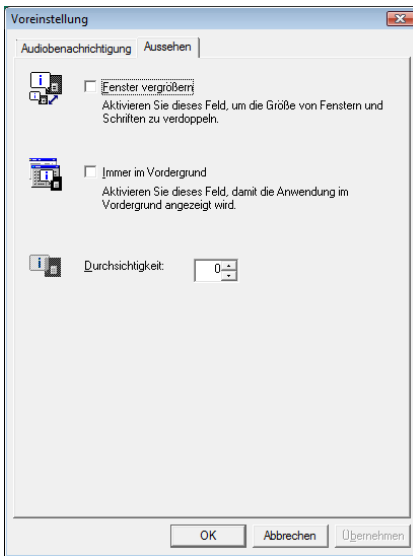 Voreinstellung
Audiobenachrichtigung Aussehen
Fenster vergrößern
Aktivieren Sie dieses Feld, um die Größe von Fenstern und
Schriften zu verdoppeln.
Immer im Vordergrund
Aktivieren Sie dieses Feld, damit die Anwendung im
Vordergrund angezeigt wird.
Durchsichtigkeit: 0
OK Abbrechen Übernehmen